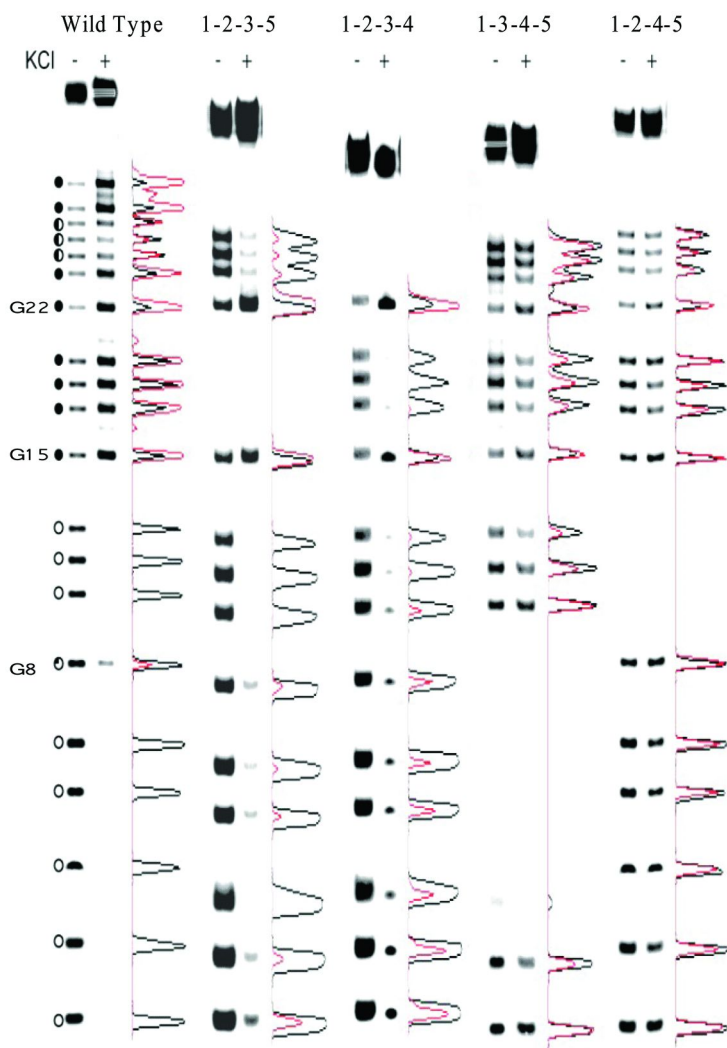 Wild Type 1-2-3-5 1-2-3-4 1-3-4-5 1-2-4-5
KCl - + - + - + - + - +
G22
G15
G8